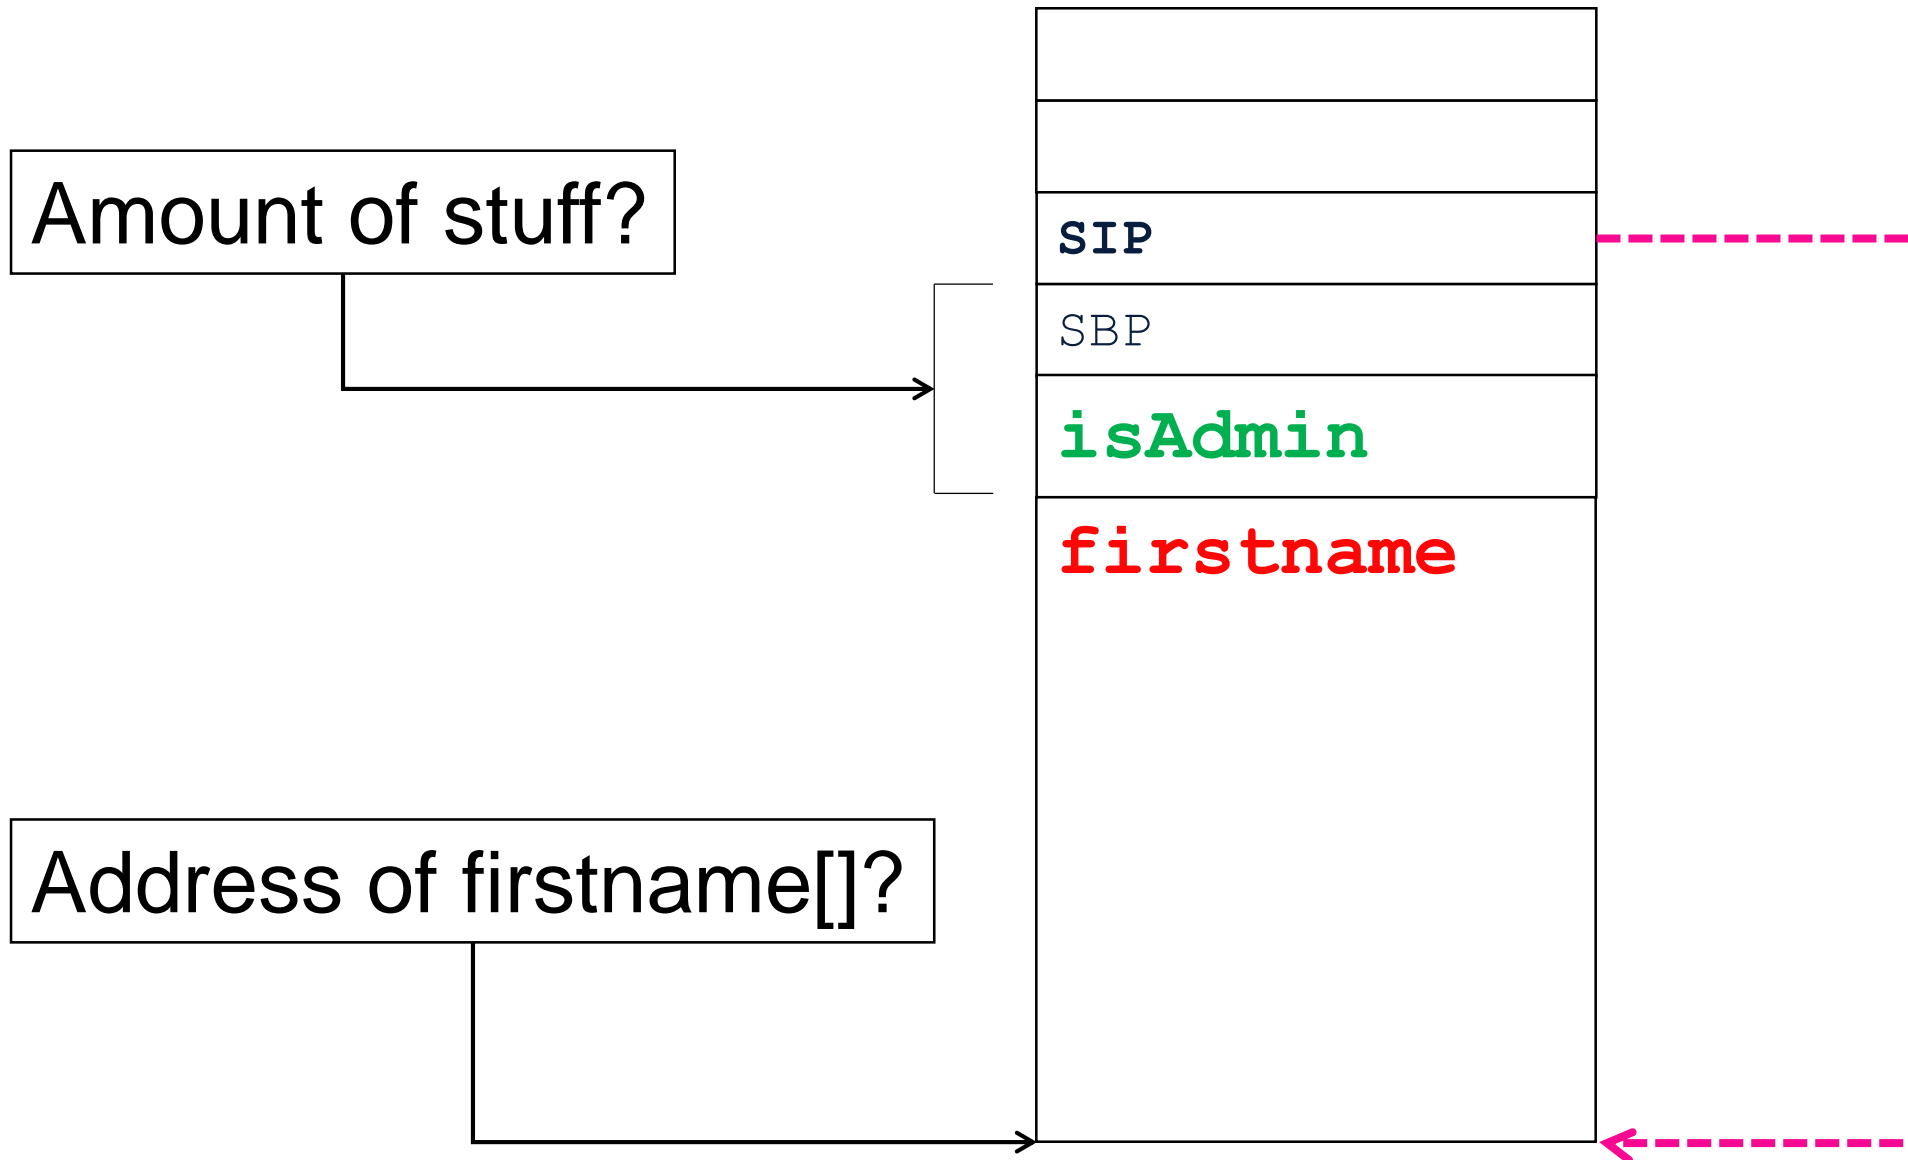 Amount of stuff?
SIP
SBP
isAdmin
firstname
Address of firstname[]?